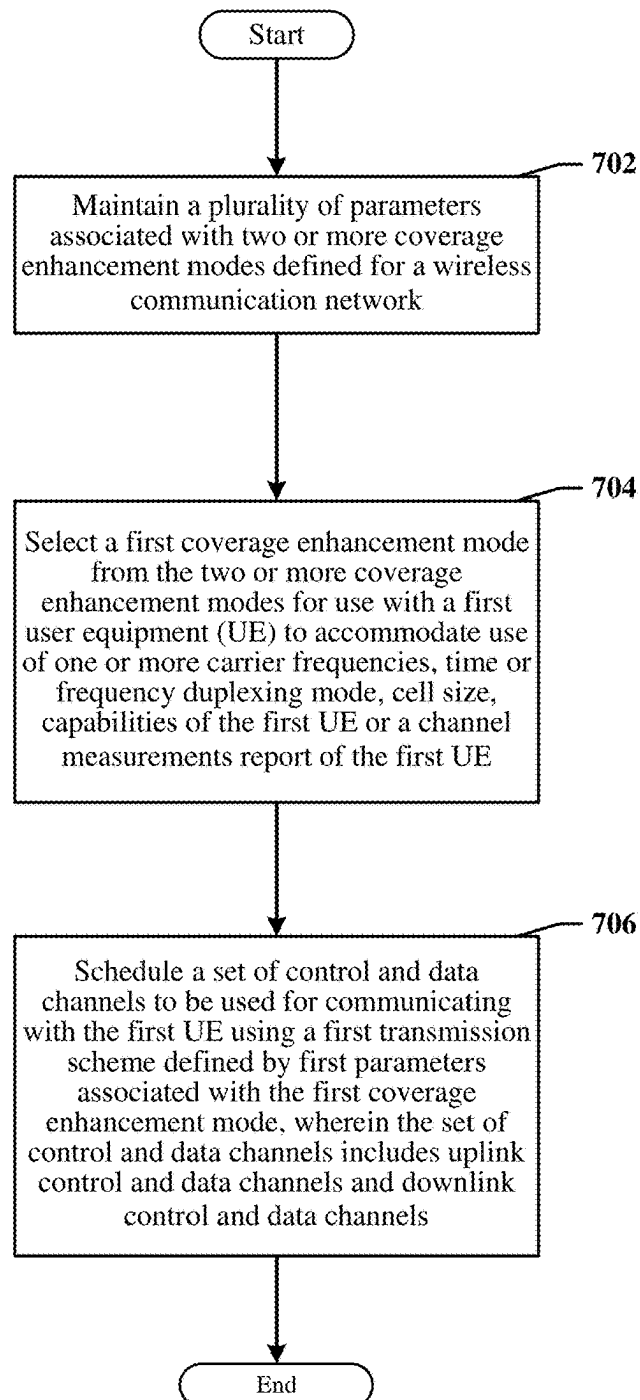 Start
702
Maintain a plurality of parameters
associated with two or more coverage
enhancement modes defined for a wireless
communication network
704
Select a first coverage enhancement mode
from the two or more coverage
enhancement modes for use with a first
user equipment (UE) to accommodate use
of one or more carrier frequencies, time or
frequency duplexing mode, cell size,
capabilities of the first UE or a channel
measurements report of the first UE
706
Schedule a set of control and data
channels to be used for communicating
with the first UE using a first transmission
scheme defined by first parameters
associated with the first coverage
enhancement mode, wherein the set of
control and data channels includes uplink
control and data channels and downlink
control and data channels
End